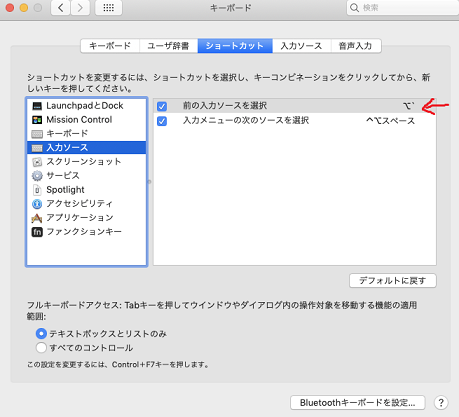 キーボード
検索
キーボード ユーザ辞書 ショートカット 入力ソース 音声入力
ショートカットを変更するには、ショートカットを選択し、キーコンビネーションをクリックしてから、新
しいキーを押してください。
LaunchpadとDock
Mission Control
キーボード
入力ソース
スクリーンショット
サービス
Spotlight
アクセシビリティ
アプリケーション
fn ファンクションキー
前の入力ソースを選択 ⌥`
入力メニューの次のソースを選択 ^⌥スペース
デフォルトに戻す
フルキーボードアクセス: Tabキーを押してウインドウやダイアログ内の操作対象を移動する機能の適用
範囲:
テキストボックスとリストのみ
すべてのコントロール
この設定を変更するには、Control+F7キーを押します。
Bluetoothキーボードを設定... ?